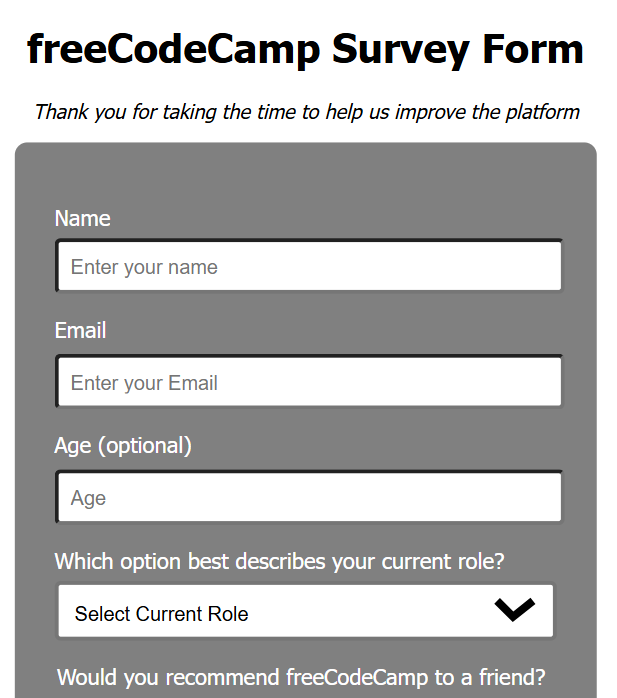 freeCodeCamp Survey Form
Thank you for taking the time to help us improve the platform
Name
Enter your name
Email
Enter your Email
Age (optional)
Age
Which option best describes your current role?
Select Current Role
Would you recommend freeCodeCamp to a friend?